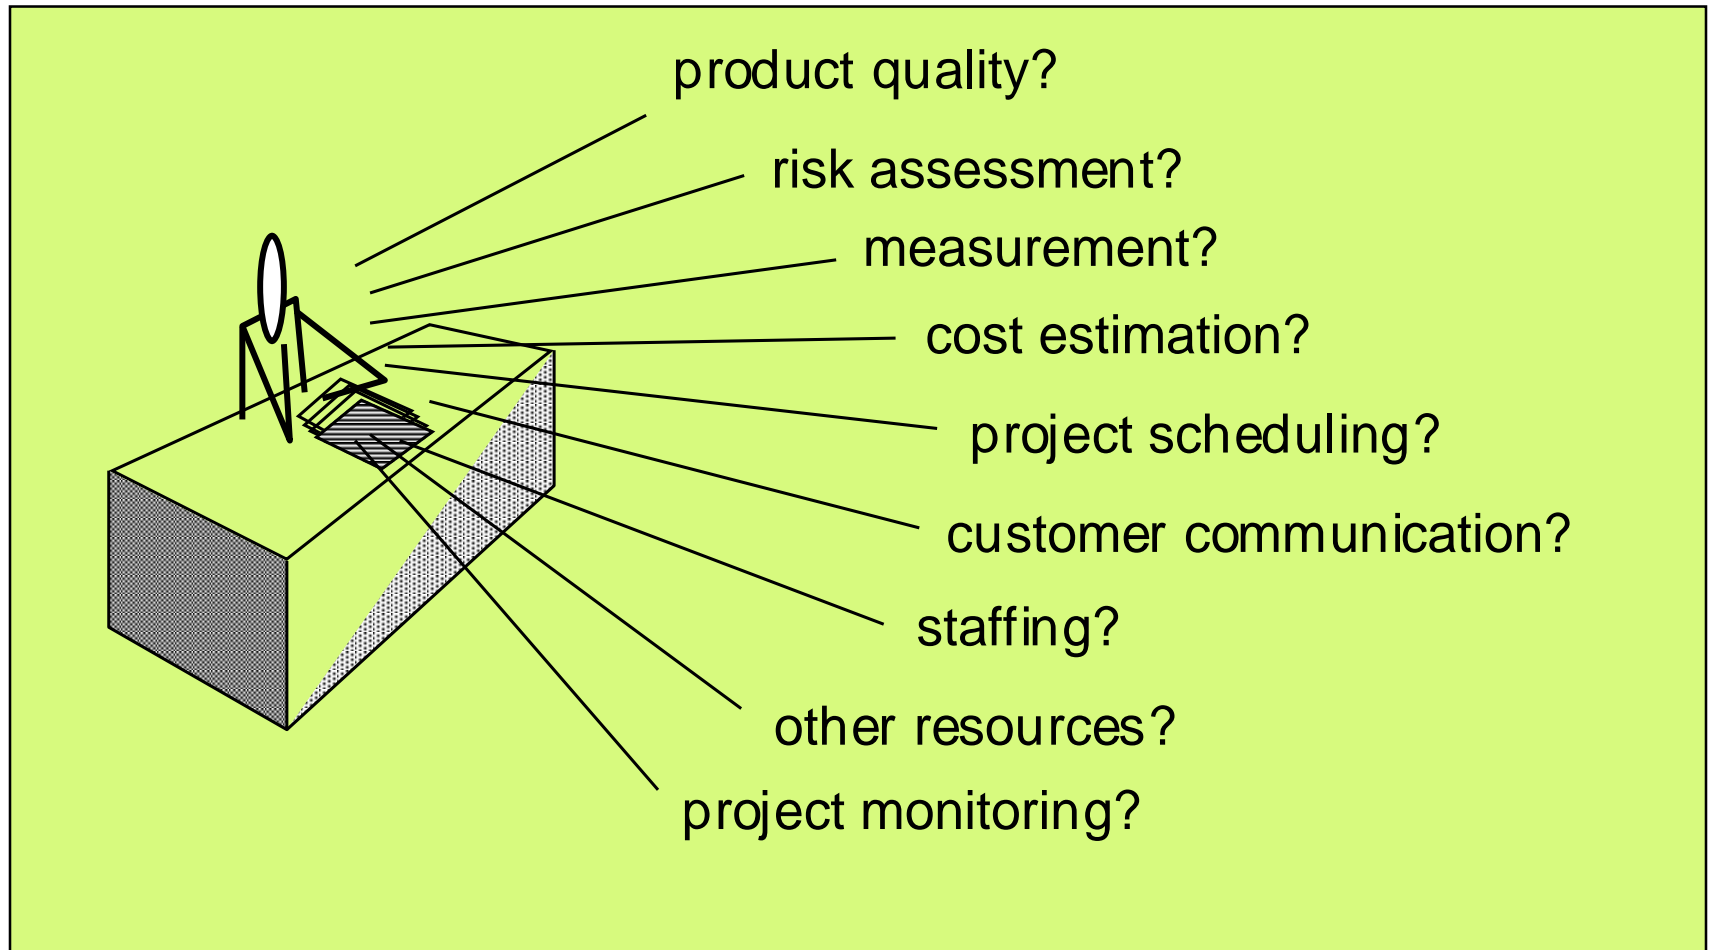 product quality?
risk assessment?
measurement?
cost estimation?
project scheduling?
customer communication?
staffing?
other resources?
project monitoring?